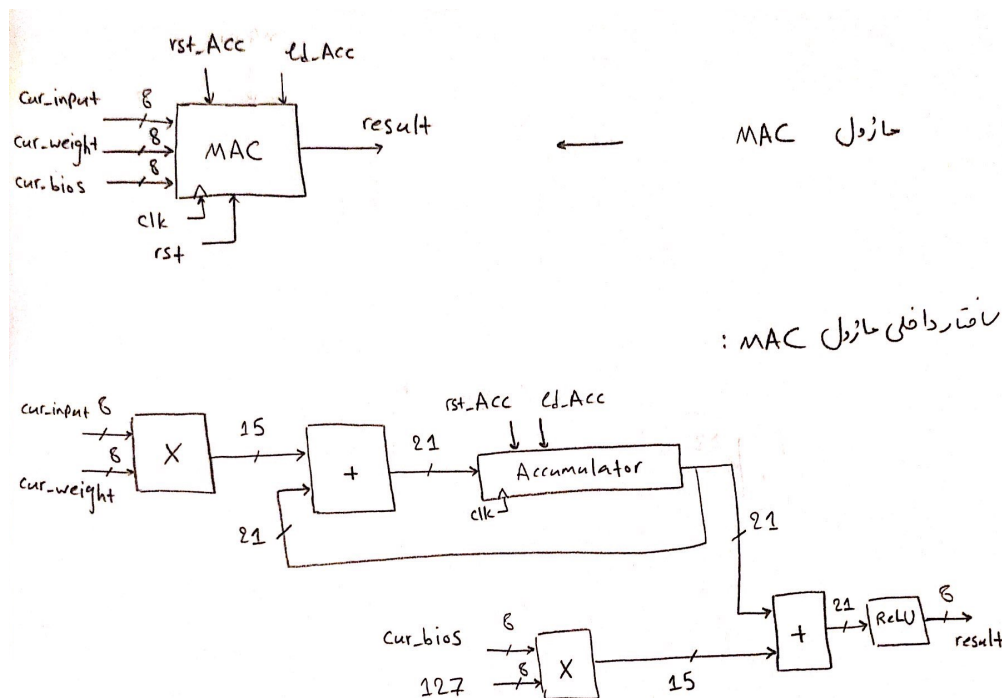 rst_Acc ld_Acc
cur_input 8
cur_weight 8
cur.bios 8
MAC
result
clk
rst
ماژول MAC
ساختار داخلی ماژول MAC :
cur_input 8
8
cur_weight
X
15
+
21
21
rst_Acc ld_Acc
Accumulator
clk
21
cur_bios 8
127 8
X
15
+
21
ReLU
8
result